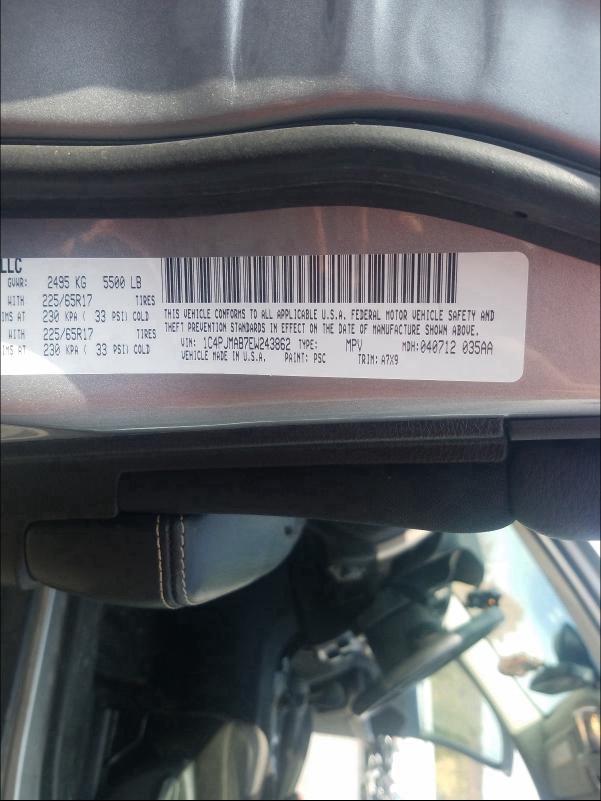 LLC
GVWR: 2495 KG 5500 LB
WITH 225/65R17 TIRES
IMS AT 230 KPA ( 33 PSI) COLD
WITH 225/65R17 TIRES
IMS AT 230 KPA ( 33 PSI) COLD
THIS VEHICLE CONFORMS TO ALL APPLICABLE U.S.A. FEDERAL MOTOR VEHICLE SAFETY AND
THEFT PREVENTION STANDARDS IN EFFECT ON THE DATE OF MANUFACTURE SHOWN ABOVE.
VIN: 1C4PJMAB7EW243862 TYPE: MPV MDH: 040712 035AA
VEHICLE MADE IN U.S.A. PAINT: PSC TRIM: A7X9